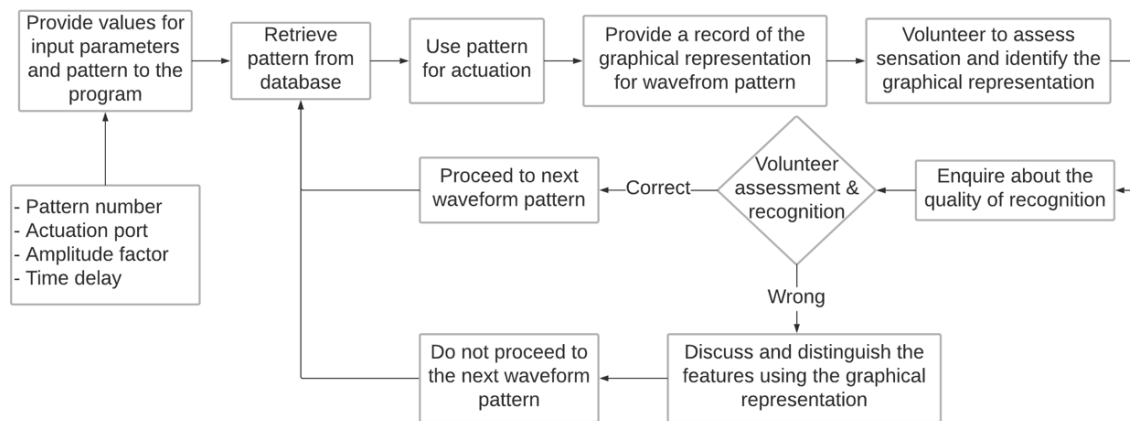 Provide values for
input parameters
and pattern to the
program
Retrieve
pattern from
database
Use pattern
for actuation
Provide a record of the
graphical representation
for wavefrom pattern
Volunteer to assess
sensation and identify the
graphical representation
- Pattern number
- Actuation port
- Amplitude factor
- Time delay
Proceed to next
waveform pattern
Correct
Volunteer
assessment &
recognition
Enquire about the
quality of recognition
Wrong
Do not proceed to
the next waveform
pattern
Discuss and distinguish the
features using the graphical
representation